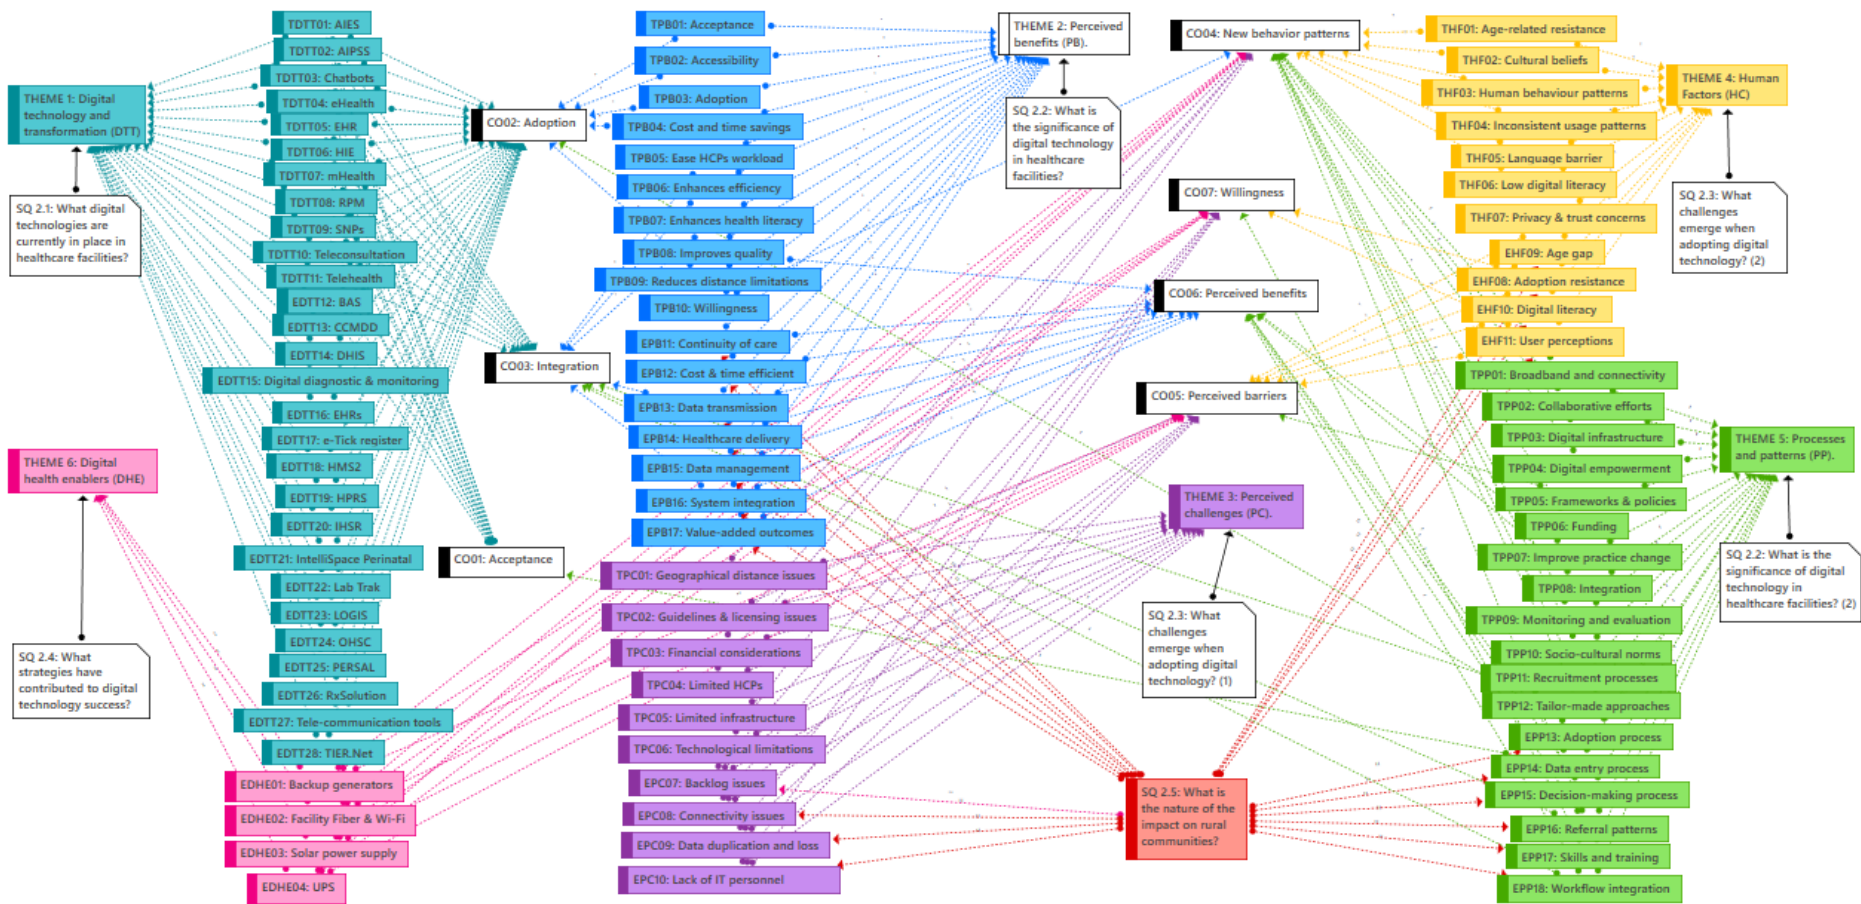 TDTT01: AIES
TDTT02: AIPSS
TDTT03: Chatbots
TDTT04: eHealth
TDTT05: EHR
TDTT06: HIE
TDTT07: mHealth
TDTT08: RPM
TDTT09: SNPs
TDTT10: Teleconsultation
TDTT11: Telehealth
EDTT12: BAS
EDTT13: CCMDD
EDTT14: DHIS
EDTT15: Digital diagnostic & monitoring
EDTT16: EHRs
EDTT17: e-Tick register
EDTT18: HMS2
EDTT19: HPRS
EDTT20: IHSR
EDTT21: IntelliSpace Perinatal
EDTT22: Lab Trak
EDTT23: LOGIS
EDTT24: OHSC
EDTT25: PERSAL
EDTT26: RxSolution
EDTT27: Tele-communication tools
EDTT28: TIER.Net
EDHE01: Backup generators
EDHE02: Facility Fiber & Wi-Fi
EDHE03: Solar power supply
EDHE04: UPS
THEME 1: Digital
technology and
transformation (DTT)
SQ 2.1: What digital
technologies are
currently in place in
healthcare facilities?
THEME 6: Digital
health enablers (DHE)
SQ 2.4: What
strategies have
contributed to digital
technology success?
CO02: Adoption
CO03: Integration
CO01: Acceptance
TPB01: Acceptance
TPB02: Accessibility
TPB03: Adoption
TPB04: Cost and time savings
TPB05: Ease HCPs workload
TPB06: Enhances efficiency
TPB07: Enhances health literacy
TPB08: Improves quality
TPB09: Reduces distance limitations
TPB10: Willingness
EPB11: Continuity of care
EPB12: Cost & time efficient
EPB13: Data transmission
EPB14: Healthcare delivery
EPB15: Data management
EPB16: System integration
EPB17: Value-added outcomes
TPC01: Geographical distance issues
TPC02: Guidelines & licensing issues
TPC03: Financial considerations
TPC04: Limited HCPs
TPC05: Limited infrastructure
TPC06: Technological limitations
EPC07: Backlog issues
EPC08: Connectivity issues
EPC09: Data duplication and loss
EPC10: Lack of IT personnel
THEME 2: Perceived
benefits (PB).
SQ 2.2: What is
the significance of
digital technology
in healthcare
facilities?
CO04: New behavior patterns
CO07: Willingness
CO06: Perceived benefits
CO05: Perceived barriers
THEME 3: Perceived
challenges (PC).
SQ 2.3: What
challenges
emerge when
adopting digital
technology? (1)
SQ 2.5: What is
the nature of the
impact on rural
communities?
THF01: Age-related resistance
THF02: Cultural beliefs
THF03: Human behaviour patterns
THF04: Inconsistent usage patterns
THF05: Language barrier
THF06: Low digital literacy
THF07: Privacy & trust concerns
EHF09: Age gap
EHF08: Adoption resistance
EHF10: Digital literacy
EHF11: User perceptions
TPP01: Broadband and connectivity
TPP02: Collaborative efforts
TPP03: Digital infrastructure
TPP04: Digital empowerment
TPP05: Frameworks & policies
TPP06: Funding
TPP07: Improve practice change
TPP08: Integration
TPP09: Monitoring and evaluation
TPP10: Socio-cultural norms
TPP11: Recruitment processes
TPP12: Tailor-made approaches
EPP13: Adoption process
EPP14: Data entry process
EPP15: Decision-making process
EPP16: Referral patterns
EPP17: Skills and training
EPP18: Workflow integration
THEME 4: Human
Factors (HC)
SQ 2.3: What
challenges
emerge when
adopting digital
technology? (2)
THEME 5: Processes
and patterns (PP).
SQ 2.2: What is the
significance of digital
technology in
healthcare facilities? (2)